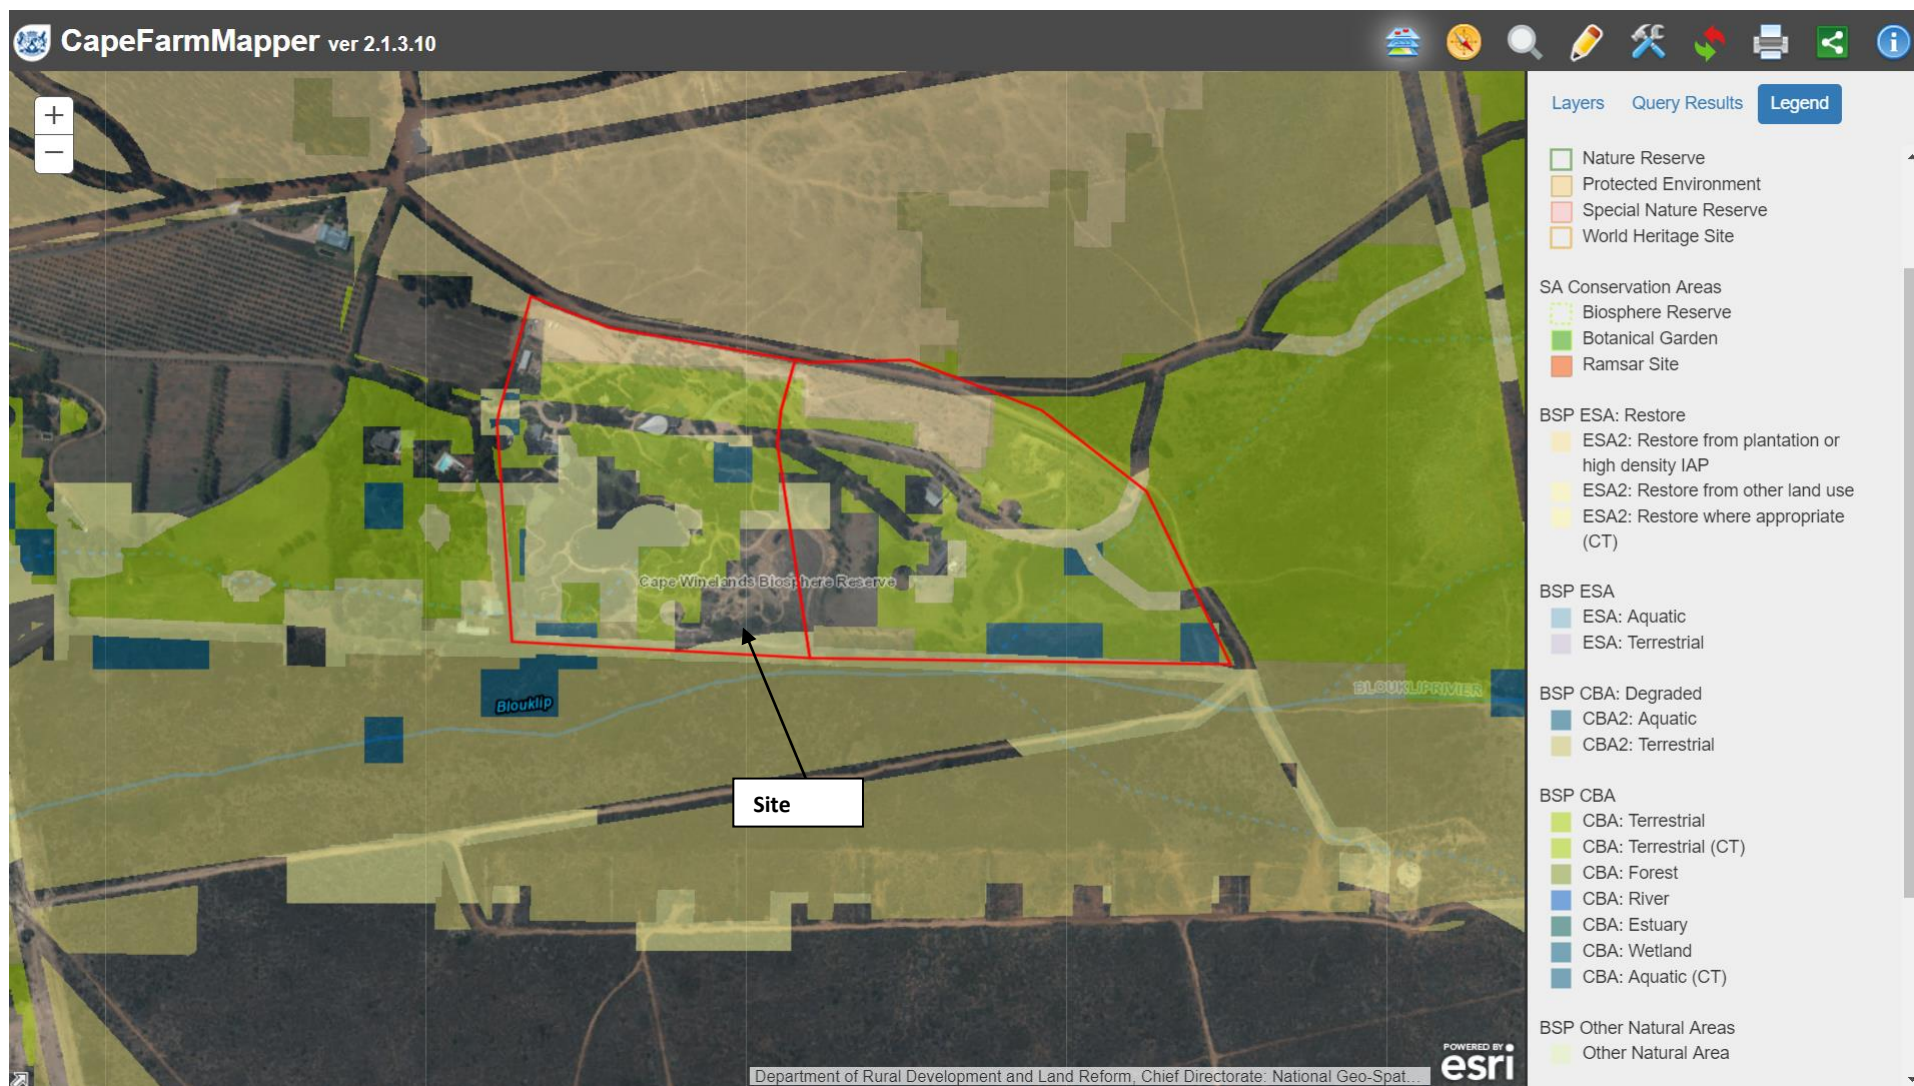 CapeFarmMapper ver 2.1.3.10
+
−
Layers Query Results Legend
Nature Reserve
Protected Environment
Special Nature Reserve
World Heritage Site
SA Conservation Areas
Biosphere Reserve
Botanical Garden
Ramsar Site
BSP ESA: Restore
ESA2: Restore from plantation or
high density IAP
ESA2: Restore from other land use
ESA2: Restore where appropriate
(CT)
BSP ESA
ESA: Aquatic
ESA: Terrestrial
BSP CBA: Degraded
CBA2: Aquatic
CBA2: Terrestrial
BSP CBA
CBA: Terrestrial
CBA: Terrestrial (CT)
CBA: Forest
CBA: River
CBA: Estuary
CBA: Wetland
CBA: Aquatic (CT)
BSP Other Natural Areas
Other Natural Area
Cape Winelands Biosphere Reserve
BLOUKLIPRIVIER
Blouklip
Site
POWERED BY
esri
Department of Rural Development and Land Reform, Chief Directorate: National Geo-Spat...